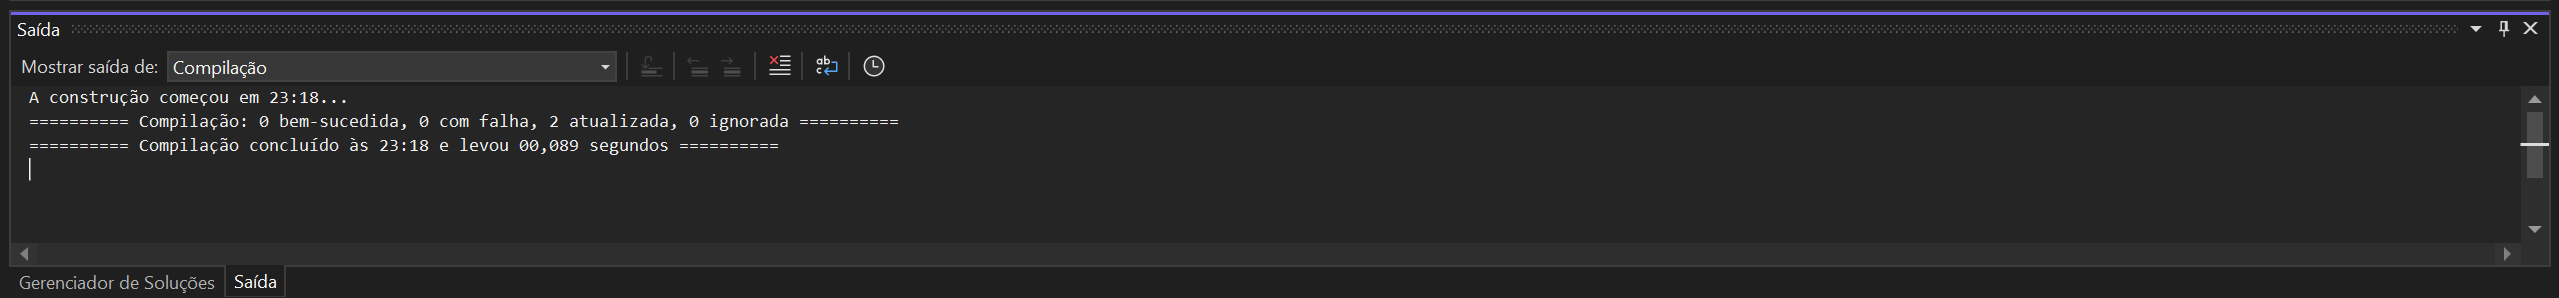 Saída
Mostrar saída de: Compilação
A construção começou em 23:18...
========== Compilação: 0 bem-sucedida, 0 com falha, 2 atualizada, 0 ignorada ==========
========== Compilação concluído às 23:18 e levou 00,089 segundos ==========
Gerenciador de Soluções Saída